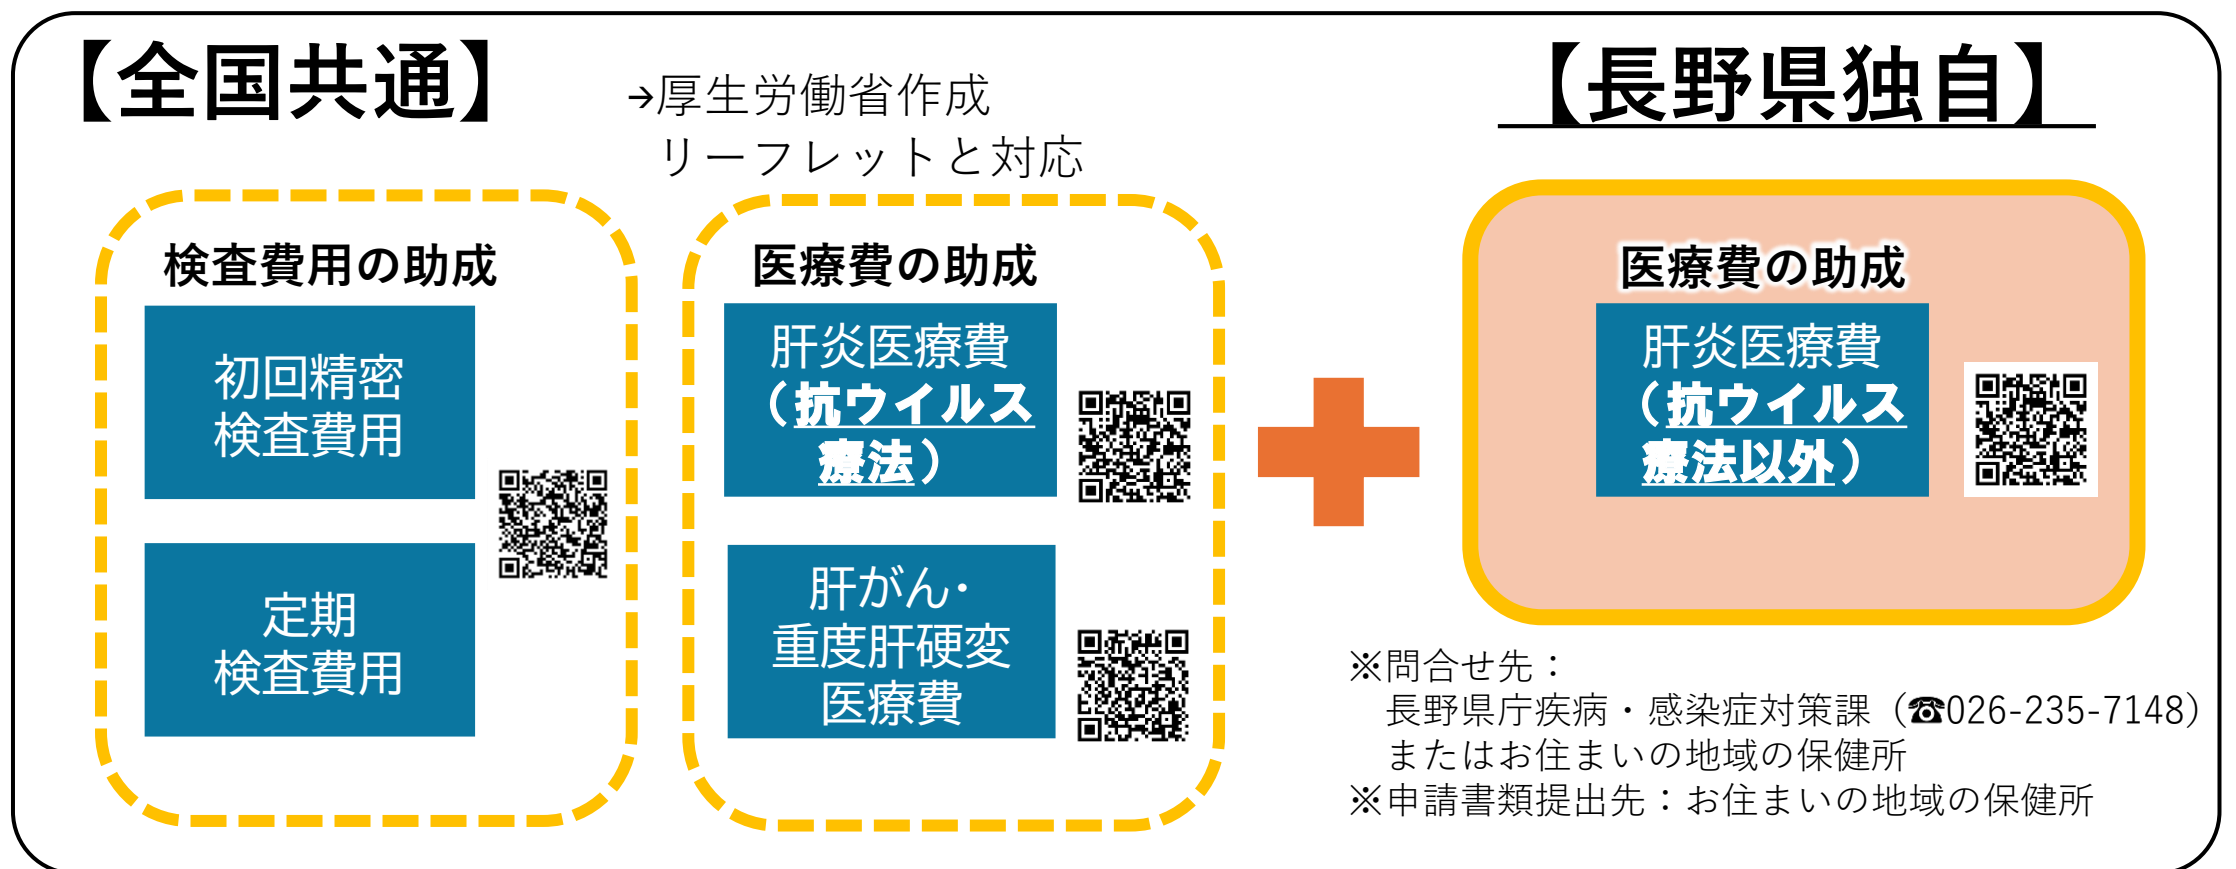 【全国共通】
→厚生労働省作成
リーフレットと対応
検査費用の助成
初回精密
検査費用
定期
検査費用
医療費の助成
肝炎医療費
（抗ウイルス
療法）
肝がん・
重度肝硬変
医療費
【長野県独自】
医療費の助成
肝炎医療費
（抗ウイルス
療法以外）
※問合せ先：
長野県庁疾病・感染症対策課（☎026-235-7148）
またはお住まいの地域の保健所
※申請書類提出先：お住まいの地域の保健所